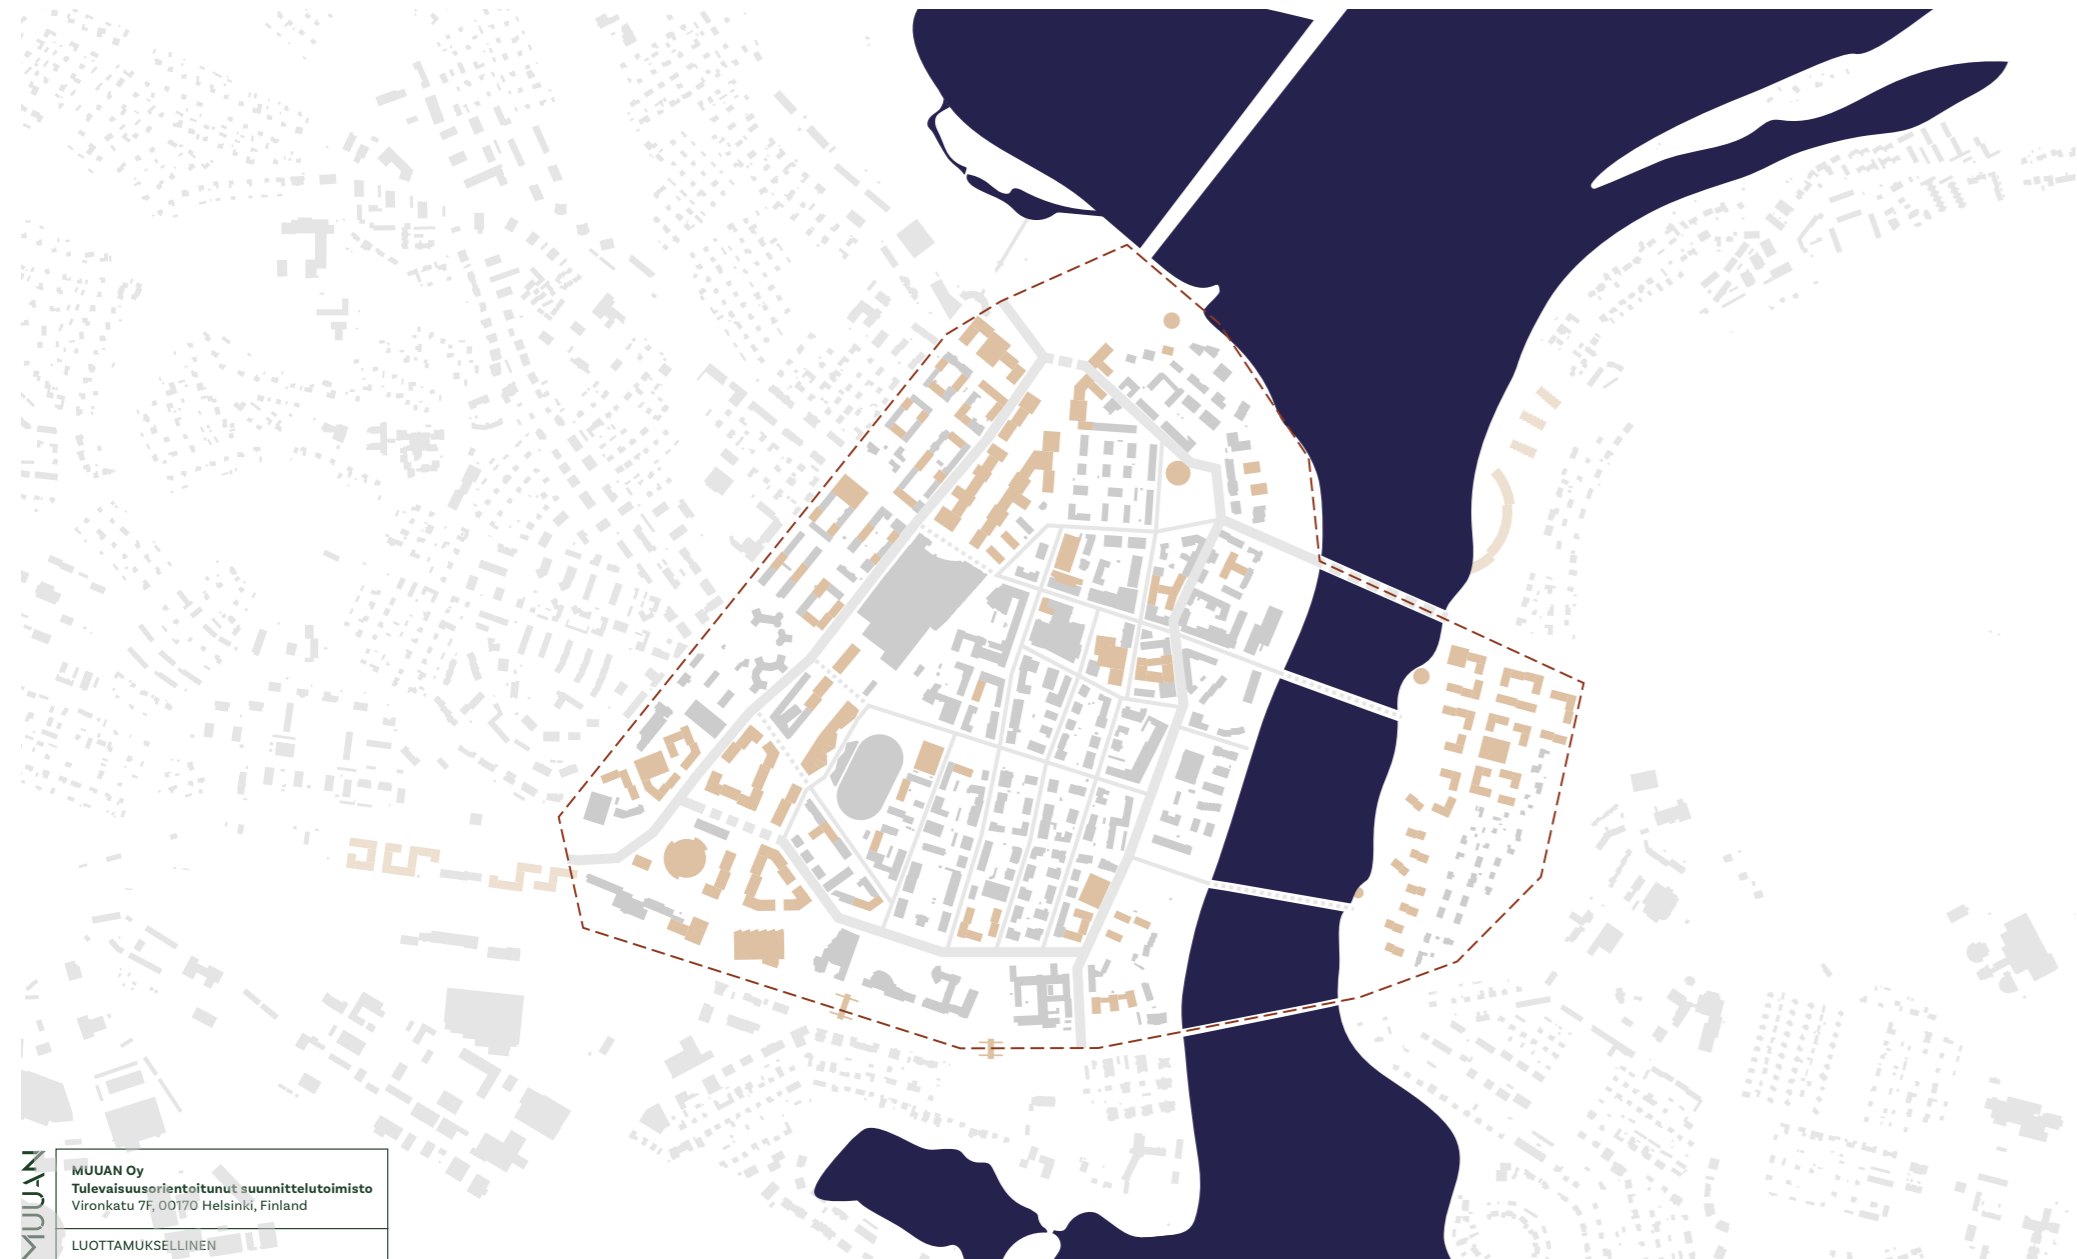 MUUAN
MUUAN Oy
Tulevaisuusorientoitunut suunnittelutoimisto
Vironkatu 7F, 00170 Helsinki, Finland
LUOTTAMUKSELLINEN